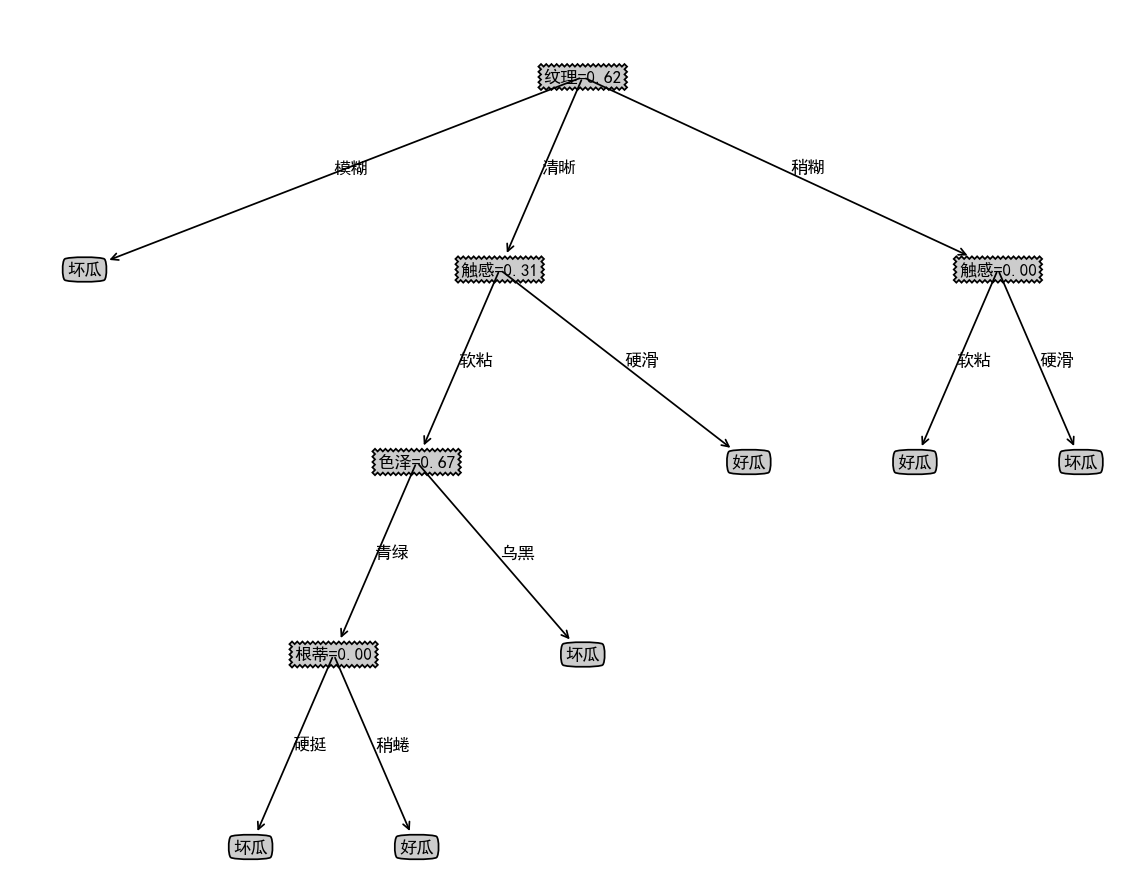 纹理=0.62
模糊
清晰
稍糊
坏瓜
触感=0.31
触感=0.00
软粘
硬滑
软粘
硬滑
色泽=0.67
好瓜
好瓜
坏瓜
青绿
乌黑
根蒂=0.00
坏瓜
硬挺
稍蜷
坏瓜
好瓜